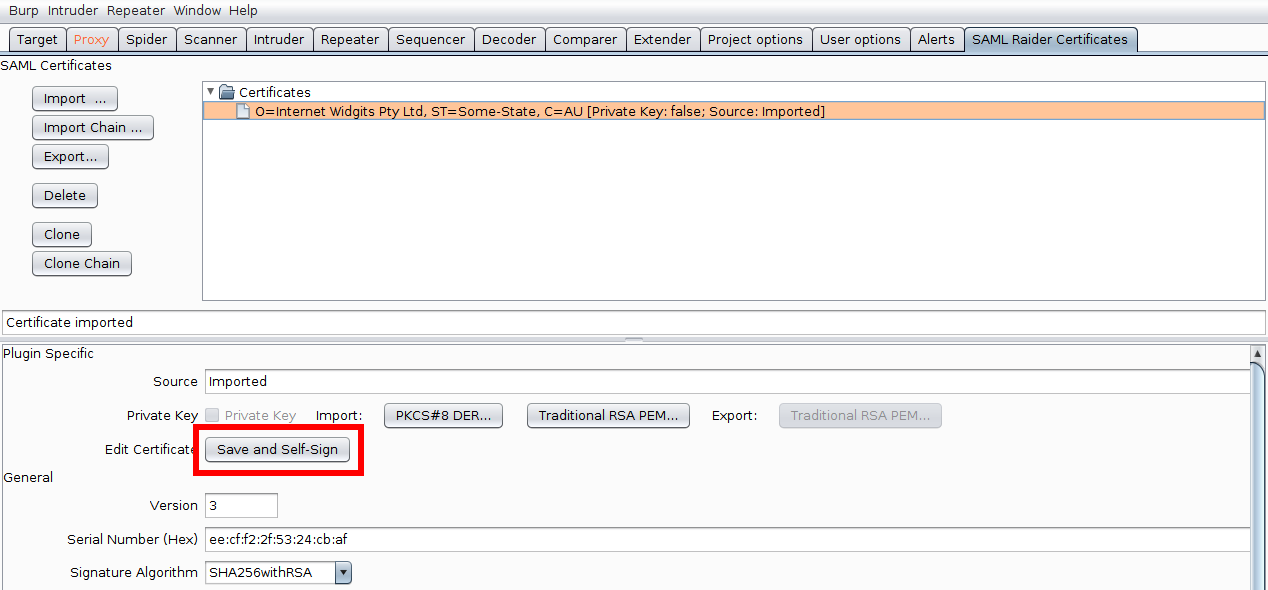 Burp Intruder Repeater Window Help
Target Proxy Spider Scanner Intruder Repeater Sequencer Decoder Comparer Extender Project options User options Alerts SAML Raider Certificates
SAML Certificates
Import ...
Import Chain ...
Export...
Delete
Clone
Clone Chain
Certificates
O=Internet Widgits Pty Ltd, ST=Some-State, C=AU [Private Key: false; Source: Imported]
Certificate imported
Plugin Specific
Source Imported
Private Key Private Key Import: PKCS#8 DER... Traditional RSA PEM... Export: Traditional RSA PEM...
Edit Certificate Save and Self-Sign
General
Version 3
Serial Number (Hex) ee:cf:f2:2f:53:24:cb:af
Signature Algorithm SHA256withRSA